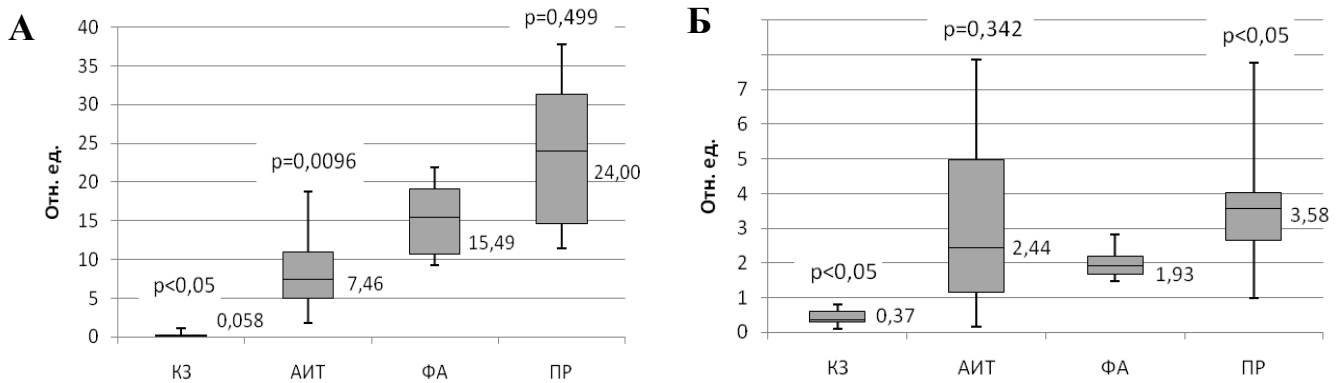 А
p=0,499
40
35
30
25
20
15
10
5
0
Отн. ед.
p=0,0096
p<0,05
0,058
7,46
15,49
24,00
КЗ АИТ ФА ПР
Б
p=0,342
p<0,05
7
6
5
4
3
2
1
0
Отн. ед.
p<0,05
0,37
2,44
1,93
3,58
КЗ АИТ ФА ПР